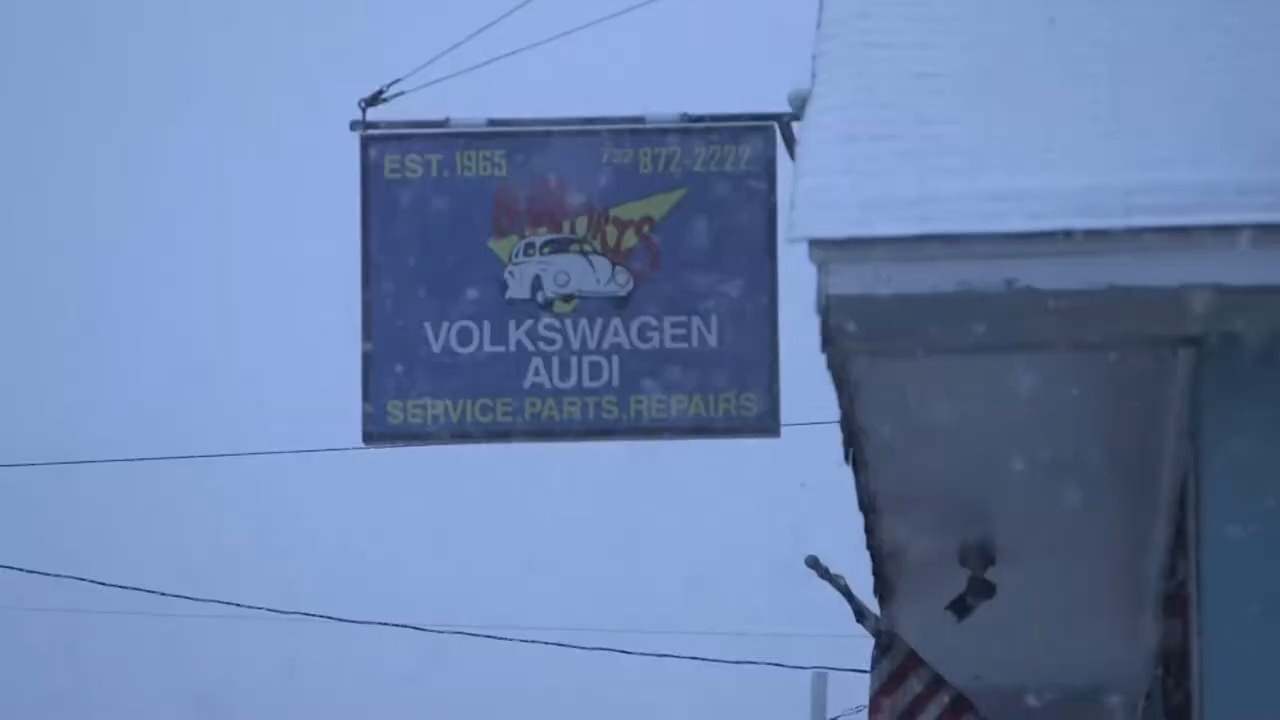 EST. 1965
732 872-2222
VOLKSWAGEN
AUDI
SERVICE.PARTS.REPAIRS